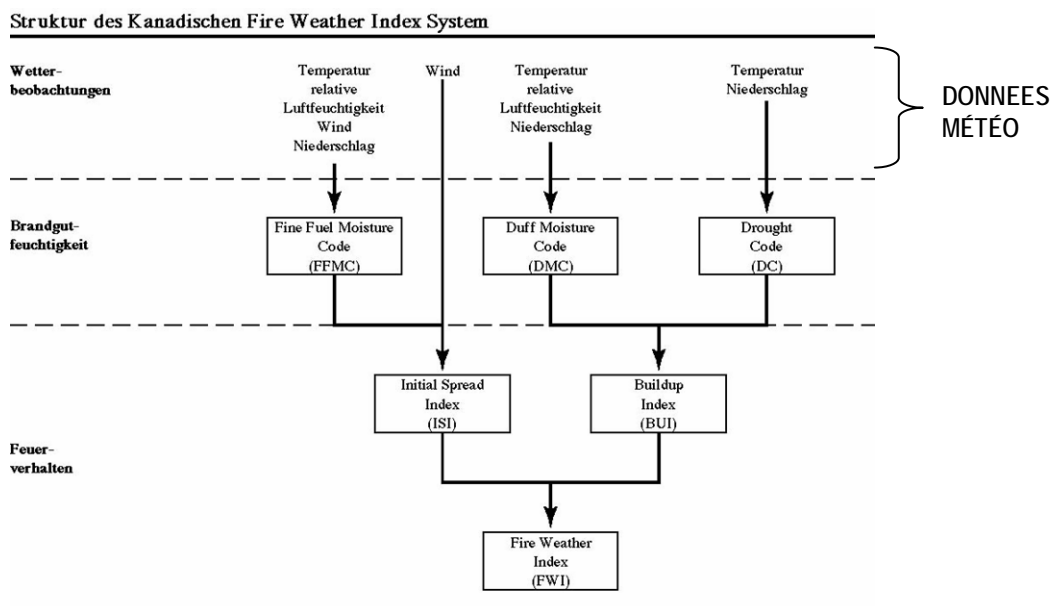 Struktur des Kanadischen Fire Weather Index System
Wetter-
beobachtungen
Temperatur
relative
Luftfeuchtigkeit
Wind
Niederschlag
Wind
Temperatur
relative
Luftfeuchtigkeit
Niederschlag
Temperatur
Niederschlag
DONNEES
MÉTÉO
Brandgut-
feuchtigkeit
Fine Fuel Moisture
Code
(FFMC)
Duff Moisture
Code
(DMC)
Drought
Code
(DC)
Initial Spread
Index
(ISI)
Buildup
Index
(BUI)
Feuer-
verhalten
Fire Weather
Index
(FWI)